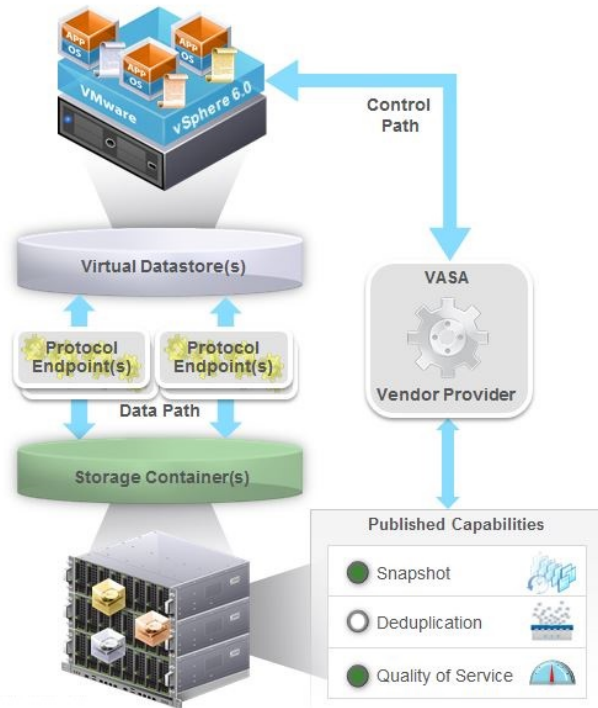 APP
OS
APP
OS
APP
OS
VMware
vSphere 6.0
Control
Path
Virtual Datastore(s)
VASA
Vendor Provider
Protocol
Endpoint(s)
Protocol
Endpoint(s)
Data Path
Storage Container(s)
Published Capabilities
Snapshot
Deduplication
Quality of Service